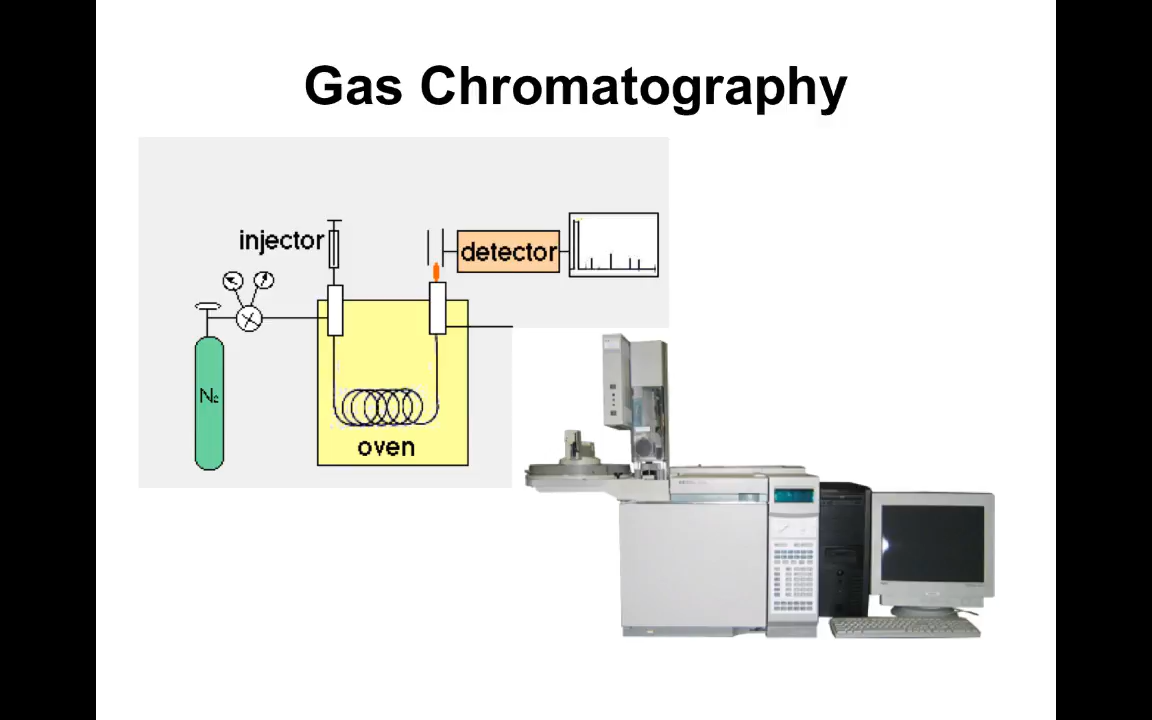 Gas Chromatography
injector
detector
N₂
oven